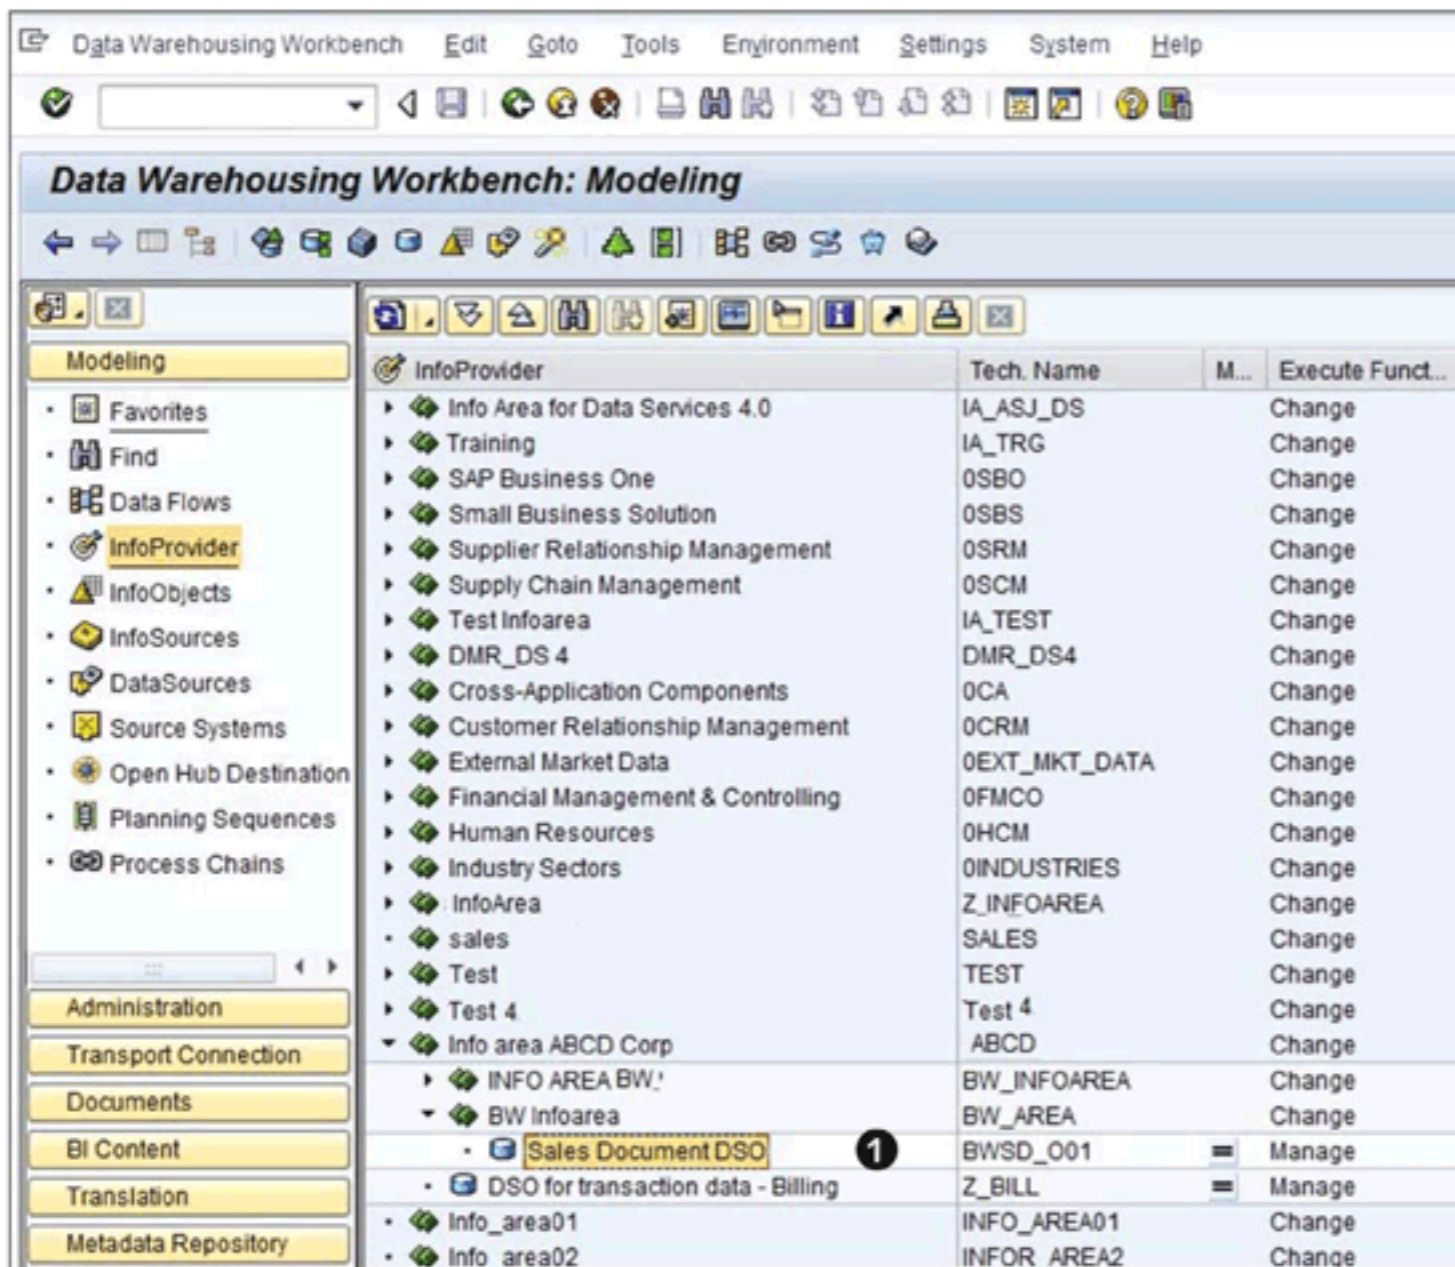 Data Warehousing Workbench Edit Goto Tools Environment Settings System Help
Data Warehousing Workbench: Modeling
Modeling
Favorites
Find
Data Flows
InfoProvider
InfoObjects
InfoSources
DataSources
Source Systems
Open Hub Destination
Planning Sequences
Process Chains
Administration
Transport Connection
Documents
BI Content
Translation
Metadata Repository
InfoProvider Tech. Name M... Execute Funct...
Info Area for Data Services 4.0 IA_ASJ_DS Change
Training IA_TRG Change
SAP Business One 0SBO Change
Small Business Solution 0SBS Change
Supplier Relationship Management 0SRM Change
Supply Chain Management 0SCM Change
Test Infoarea IA_TEST Change
DMR_DS 4 DMR_DS4 Change
Cross-Application Components 0CA Change
Customer Relationship Management 0CRM Change
External Market Data 0EXT_MKT_DATA Change
Financial Management & Controlling 0FMCO Change
Human Resources 0HCM Change
Industry Sectors 0INDUSTRIES Change
InfoArea Z_INFOAREA Change
sales SALES Change
Test TEST Change
Test 4 Test 4 Change
Info area ABCD Corp ABCD Change
INFO AREA BW BW_INFOAREA Change
BW Infoarea BW_AREA Change
Sales Document DSO 1 BWSD_O01 = Manage
DSO for transaction data - Billing Z_BILL = Manage
Info_area01 INFO_AREA01 Change
Info_area02 INFOR_AREA2 Change